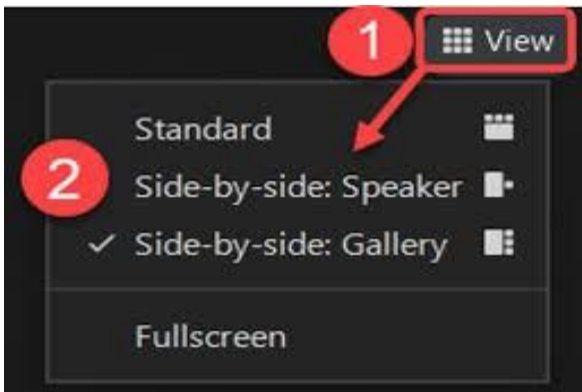 1 View
Standard
2
Side-by-side: Speaker
Side-by-side: Gallery
Fullscreen